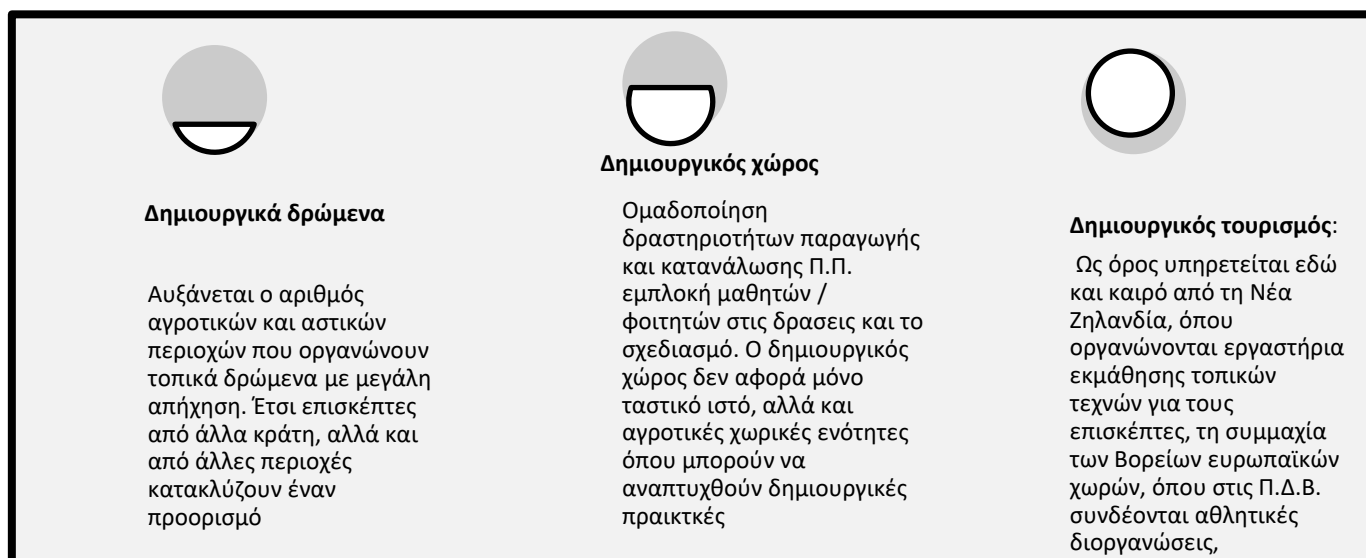 Δημιουργικά δρώμενα
Αυξάνεται ο αριθμός
αγροτικών και αστικών
περιοχών που οργανώνουν
τοπικά δρώμενα με μεγάλη
απήχηση. Έτσι επισκέπτες
από άλλα κράτη, αλλά και
από άλλες περιοχές
κατακλύζουν έναν
προορισμό
Δημιουργικός χώρος
Ομαδοποίηση
δραστηριοτήτων παραγωγής
και κατανάλωσης Π.Π.
εμπλοκή μαθητών /
φοιτητών στις δρασεις και το
σχεδιασμό. Ο δημιουργικός
χώρος δεν αφορά μόνο
ταστικό ιστό, αλλά και
αγροτικές χωρικές ενότητες
όπου μπορούν να
αναπτυχθούν δημιουργικές
πραικτκές
Δημιουργικός τουρισμός:
Ως όρος υπηρετείται εδώ
και καιρό από τη Νέα
Ζηλανδία, όπου
οργανώνονται εργαστήρια
εκμάθησης τοπικών
τεχνών για τους
επισκέπτες, τη συμμαχία
των Βορείων ευρωπαϊκών
χωρών, όπου στις Π.Δ.Β.
συνδέονται αθλητικές
διοργανώσεις,